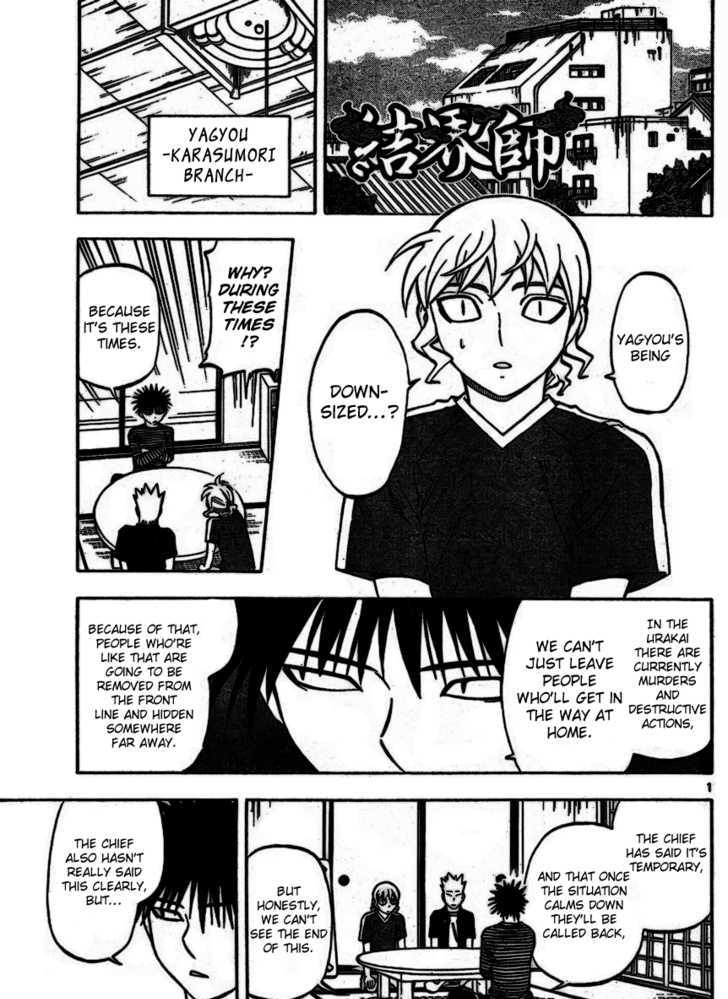 結界師
YAGYOU
-KARASUMORI
BRANCH-
YAGYOU'S
BEING
DOWN-
SIZED...?
WHY?
DURING
THESE
TIMES
!?
BECAUSE
IT'S THESE
TIMES.
IN THE
URAKAI
THERE ARE
CURRENTLY
MURDERS
AND
DESTRUCTIVE
ACTIONS,
WE CAN'T
JUST LEAVE
PEOPLE
WHO'LL GET IN
THE WAY AT
HOME.
BECAUSE OF THAT,
PEOPLE WHO'RE
LIKE THAT ARE
GOING TO BE
REMOVED FROM
THE FRONT
LINE AND HIDDEN
SOMEWHERE
FAR AWAY.
1
THE CHIEF
HAS SAID IT'S
TEMPORARY,
AND THAT ONCE
THE SITUATION
CALMS DOWN
THEY'LL BE
CALLED BACK,
BUT
HONESTLY,
WE CAN'T
SEE THE END
OF THIS.
THE CHIEF
ALSO HASN'T
REALLY SAID
THIS CLEARLY,
BUT...